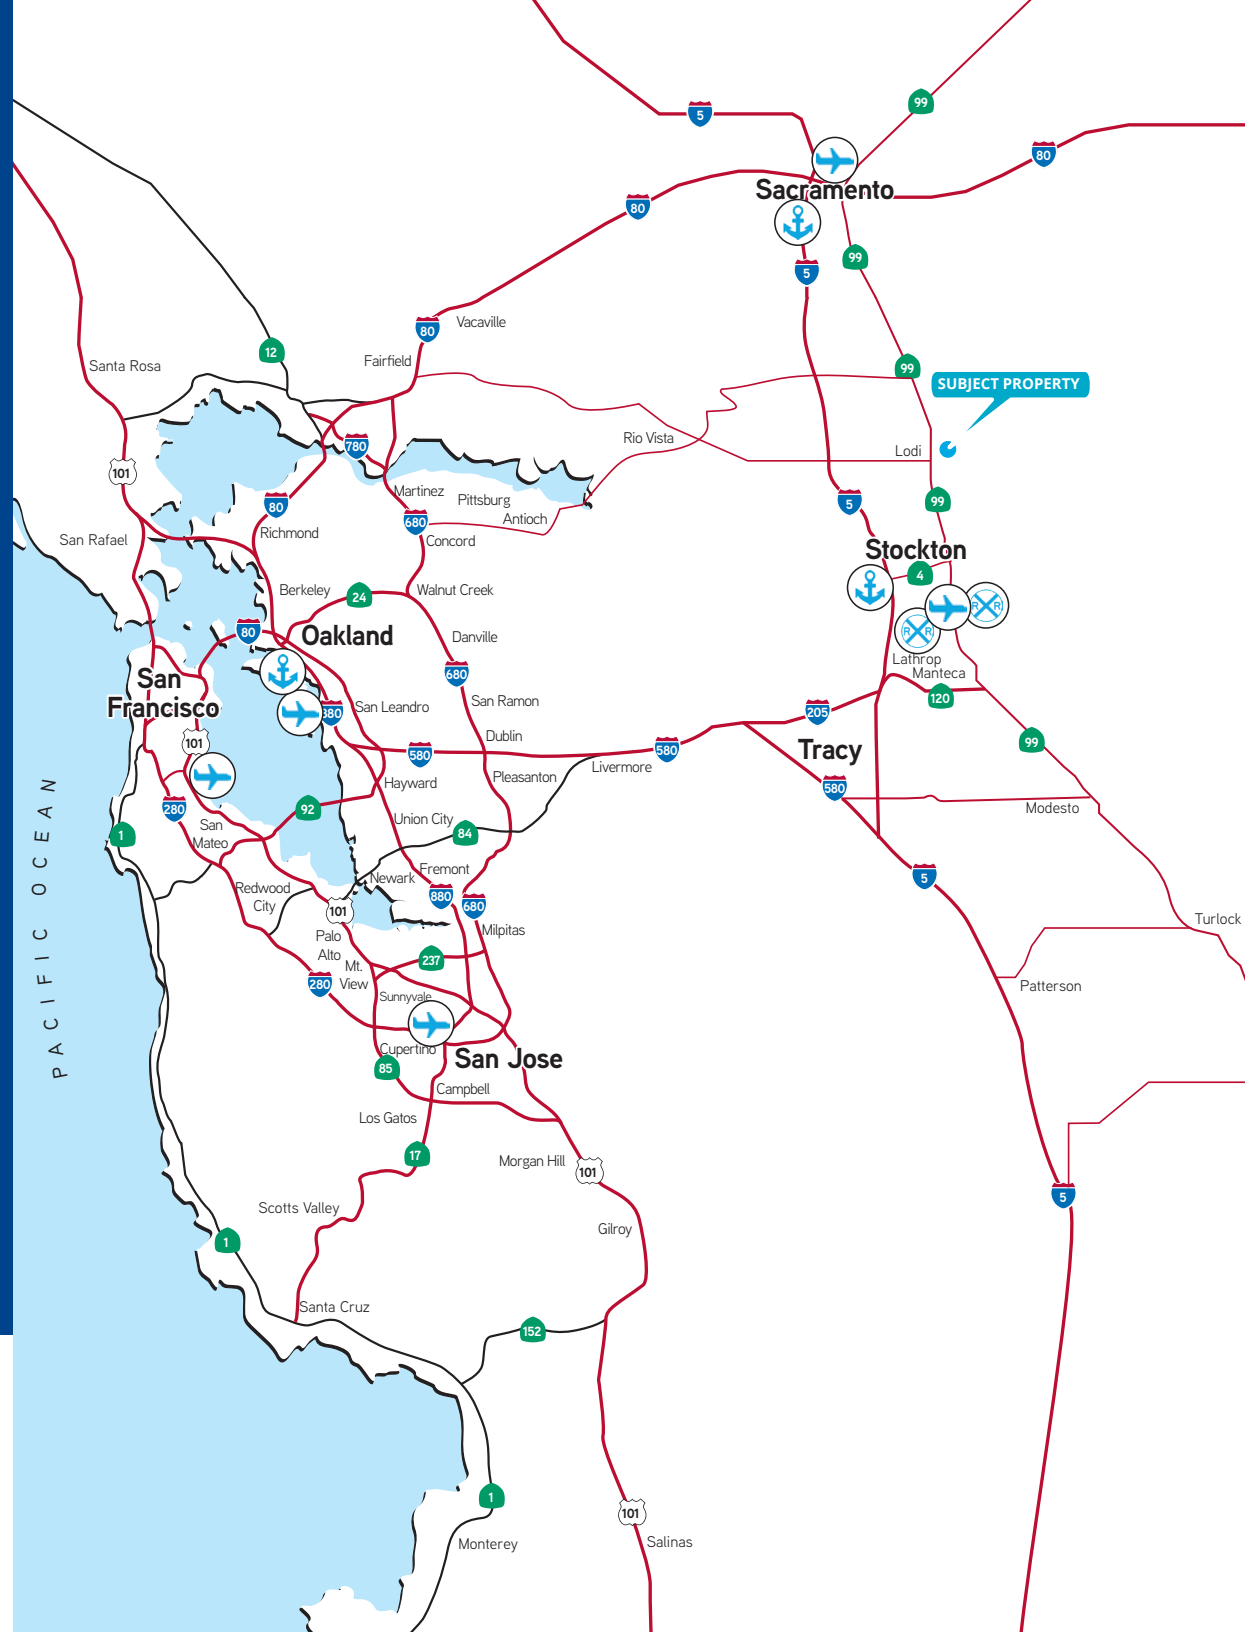 99
5
80
Sacramento
80
99
5
Vacaville
80
12
Fairfield
Santa Rosa
99
SUBJECT PROPERTY
Rio Vista
780
Lodi
101
Martinez
Pittsburg
80
5
99
Antioch
680
Richmond
San Rafael
Concord
Stockton
4
Berkeley
24
Walnut Creek
R R
R R
80
Oakland
Danville
Lathrop
Manteca
680
San
Francisco
San Ramon
120
San Leandro
880
205
Dublin
99
101
580
580
Tracy
Livermore
Pleasanton
Hayward
580
280
92
Modesto
Union City
San
Mateo
1
84
PACIFIC OCEAN
Fremont
5
Newark
Redwood
City
880
680
101
Turlock
Milpitas
Palo
Alto
237
Mt.
View
280
Patterson
Sunnyvale
Cupertino
San Jose
85
Campbell
Los Gatos
17
Morgan Hill
101
5
Scotts Valley
Gilroy
1
Santa Cruz
152
1
101
Monterey
Salinas